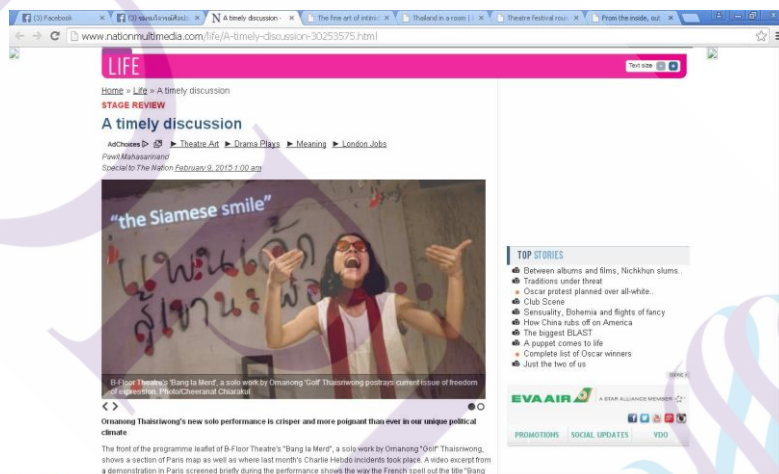 (3) Facebook
A timely discussion -
The fine art of intimi
Thailand in a room | |
Theatre festival rour
From the inside, out
www.nationmultimedia.com/life/A-timely-discussion-30253575.html
LIFE
Text size - +
Home » Life » A timely discussion
STAGE REVIEW
A timely discussion
AdChoices ► Theatre Art ► Drama Plays ► Meaning ► London Jobs
Pawit Mahasarinand
Special to The Nation February 9, 2015 1:00 am
"the Siamese smile"
B-Floor Theatre's 'Bang la Merd', a solo work by Ornanong 'Golf' Thaisriwong postrays current issue of freedom
of expression. Photo/Cheeranat Chiarakul
Ornanong Thaisriwong's new solo performance is crisper and more poignant than ever in our unique political
climate
The front of the programme leaflet of B-Floor Theatre's "Bang la Merd", a solo work by Ornanong "Golf" Thaisriwong,
shows a section of Paris map as well as where last month's Charlie Hebdo incidents took place. A video excerpt from
a demonstration in Paris screened briefly during the performance shows the way the French spell out the title "Bang
TOP STORIES
Between albums and films, Nichkhun slums..
Traditions under threat
Oscar protest planned over all-white..
Club Scene
Sensuality, Bohemia and flights of fancy
How China rubs off on America
The biggest BLAST
A puppet comes to life
Complete list of Oscar winners
Just the two of us
more »
EVA AIR A STAR ALLIANCE MEMBER
PROMOTIONS SOCIAL UPDATES VDO